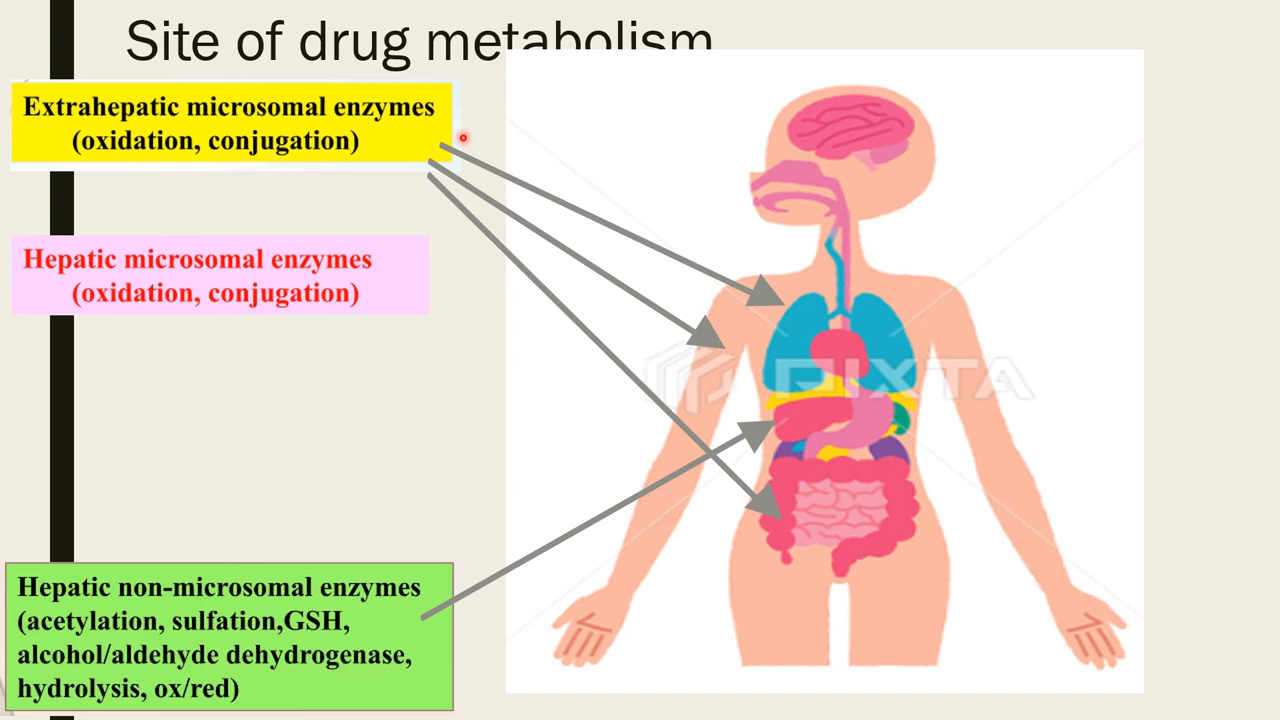 Site of drug metabolism
Extrahepatic microsomal enzymes
(oxidation, conjugation)
Hepatic microsomal enzymes
(oxidation, conjugation)
PIXTA
Hepatic non-microsomal enzymes
(acetylation, sulfation,GSH,
alcohol/aldehyde dehydrogenase,
hydrolysis, ox/red)